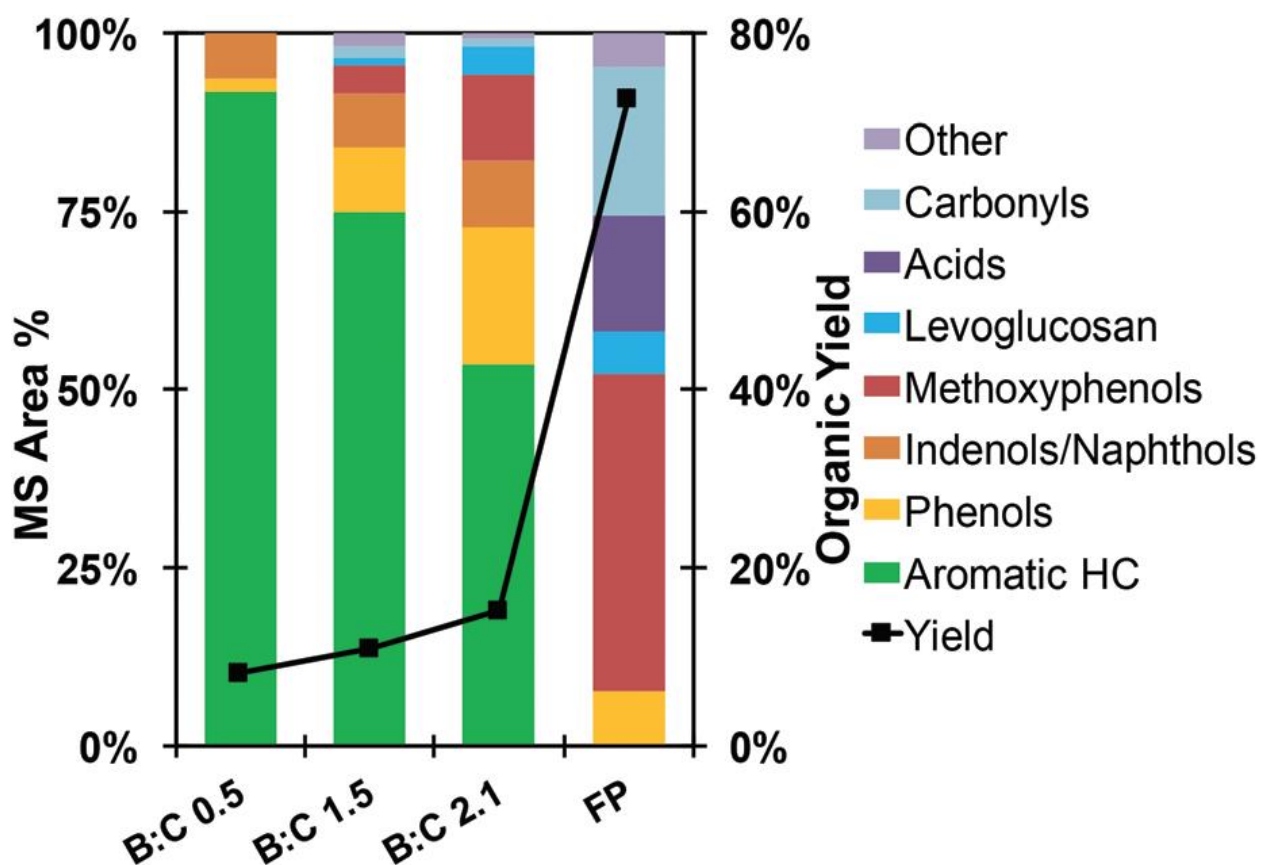 100%
75%
50%
25%
0%
MS Area %
80%
60%
40%
20%
0%
Organic Yield
B:C 0.5
B:C 1.5
B:C 2.1
FP
Other
Carbonyls
Acids
Levoglucosan
Methoxyphenols
Indenols/Naphthols
Phenols
Aromatic HC
Yield